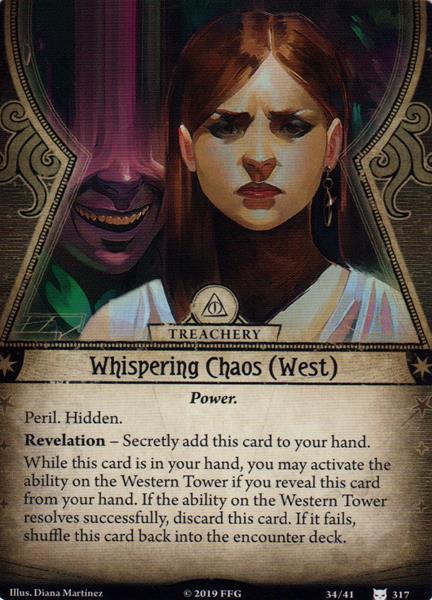 TREACHERY
Whispering Chaos (West)
Power.
Peril. Hidden.
Revelation – Secretly add this card to your hand.
While this card is in your hand, you may activate the
ability on the Western Tower if you reveal this card
from your hand. If the ability on the Western Tower
resolves successfully, discard this card. If it fails,
shuffle this card back into the encounter deck.
Illus. Diana Martínez © 2019 FFG 34/41 317